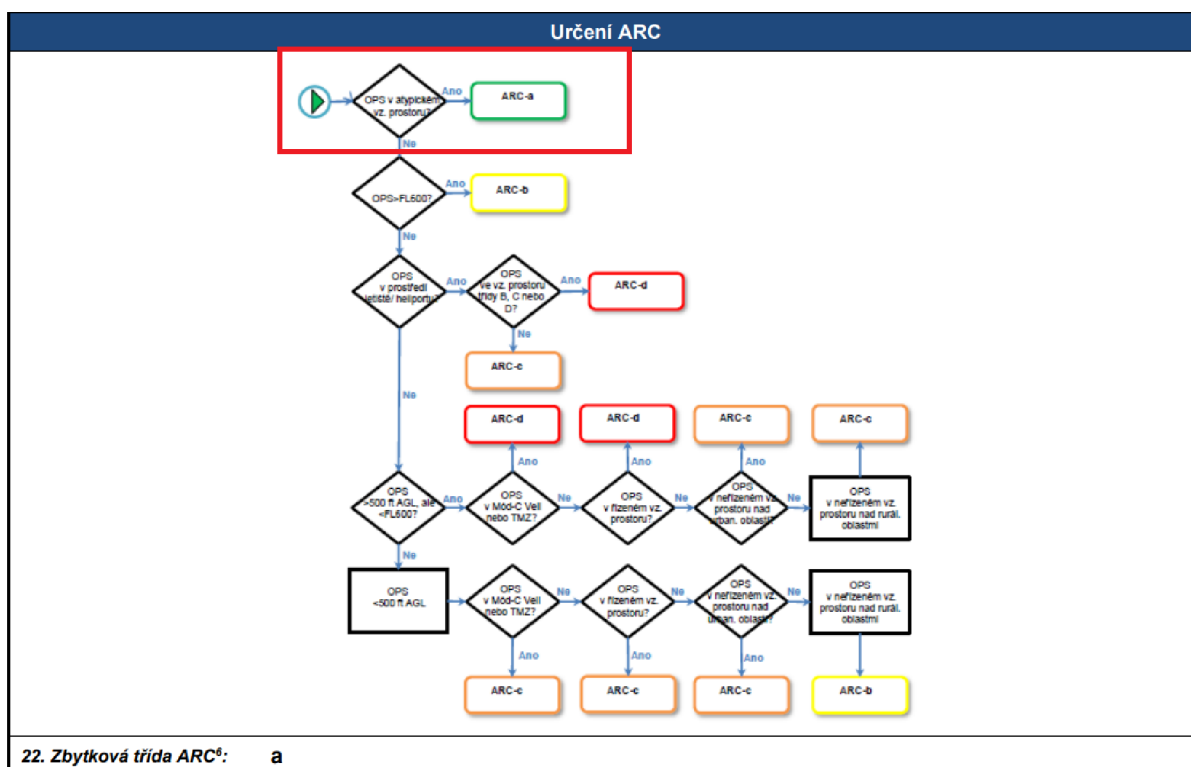 Určení ARC
OPS v atypickém
vz. prostoru?
Ano
ARC-a
Ne
OPS>FL600?
Ano
ARC-b
Ne
OPS
v prostředí
letiště/ heliportu?
Ano
OPS
ve vz. prostoru
třídy B, C nebo
D?
Ano
ARC-d
Ne
ARC-c
Ne
ARC-d
ARC-d
ARC-c
ARC-c
Ano
Ano
Ano
OPS
>500 ft AGL, ale
<FL600?
Ano
OPS
v Mód-C Veil
nebo TMZ?
Ne
OPS
v řízeném vz.
prostoru?
Ne
OPS
v neřízeném vz.
prostoru nad
urban. oblastí?
Ne
OPS
v neřízeném vz.
prostoru nad rurál.
oblastmi
Ne
OPS
<500 ft AGL
OPS
v Mód-C Veil
nebo TMZ?
Ne
OPS
v řízeném vz.
prostoru?
Ne
OPS
v neřízeném vz.
prostoru nad
urban. oblastí?
Ne
OPS
v neřízeném vz.
prostoru nad rurál.
oblastmi
Ano
Ano
Ano
ARC-c
ARC-c
ARC-c
ARC-b
22. Zbytková třída ARC⁶: a